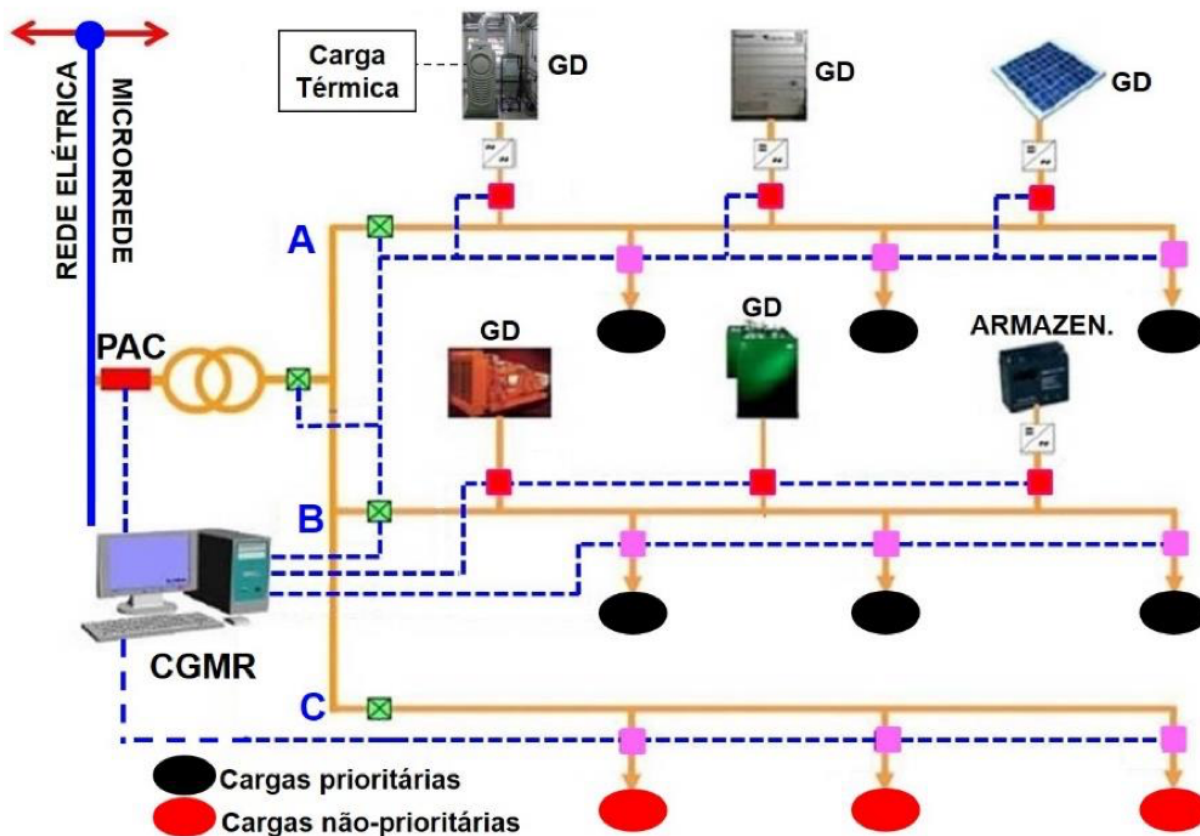 REDE ELÉTRICA
MICRORREDE
Carga
Térmica
GD
GD
GD
A
PAC
GD
GD
ARMAZEN.
B
CGMR
C
Cargas prioritárias
Cargas não-prioritárias